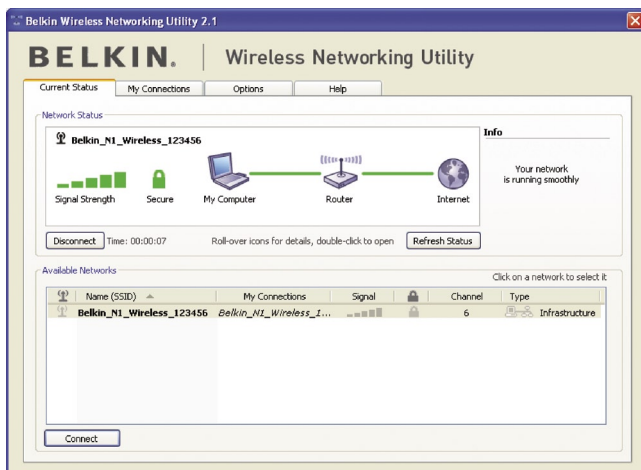 Belkin Wireless Networking Utility 2.1
BELKIN. Wireless Networking Utility
Current Status My Connections Options Help
Network Status
Belkin_N1_Wireless_123456
Signal Strength Secure My Computer Router Internet
Info
Your network
is running smoothly
Disconnect Time: 00:00:07 Roll-over icons for details, double-click to open Refresh Status
Available Networks
Click on a network to select it
Name (SSID) My Connections Signal Channel Type
Belkin_N1_Wireless_123456 Belkin_N1_Wireless_1... 6 Infrastructure
Connect